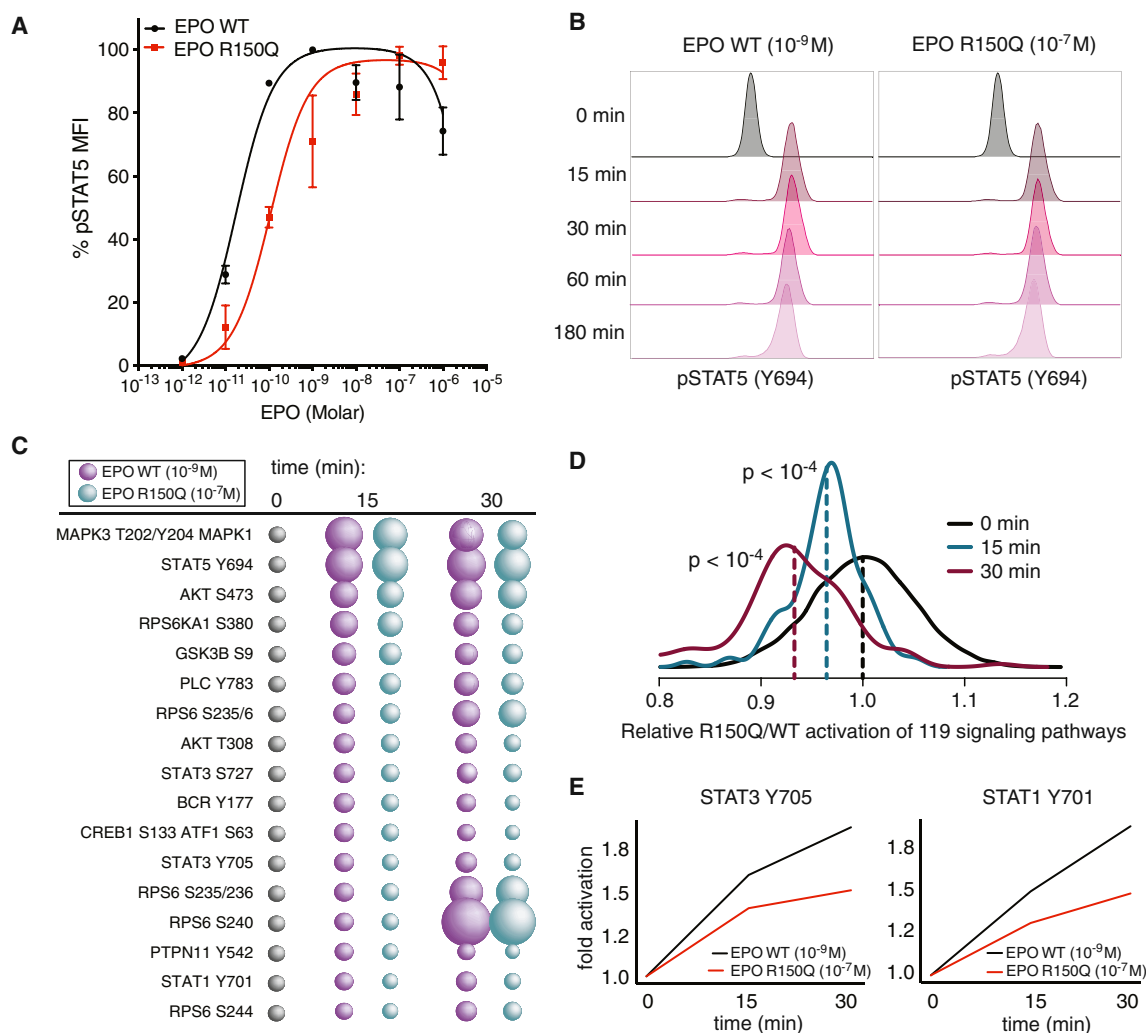 A
EPO WT
EPO R150Q
% pSTAT5 MFI
100
80
60
40
20
0
10⁻¹³ 10⁻¹² 10⁻¹¹ 10⁻¹⁰ 10⁻⁹ 10⁻⁸ 10⁻⁷ 10⁻⁶ 10⁻⁵
EPO (Molar)
B
EPO WT (10⁻⁹M) EPO R150Q (10⁻⁷M)
0 min
15 min
30 min
60 min
180 min
pSTAT5 (Y694) pSTAT5 (Y694)
C
EPO WT (10⁻⁹M)
EPO R150Q (10⁻⁷M)
time (min):
0 15 30
MAPK3 T202/Y204 MAPK1
STAT5 Y694
AKT S473
RPS6KA1 S380
GSK3B S9
PLC Y783
RPS6 S235/6
AKT T308
STAT3 S727
BCR Y177
CREB1 S133 ATF1 S63
STAT3 Y705
RPS6 S235/236
RPS6 S240
PTPN11 Y542
STAT1 Y701
RPS6 S244
D
p < 10⁻⁴
p < 10⁻⁴
0 min
15 min
30 min
0.8 0.9 1.0 1.1 1.2
Relative R150Q/WT activation of 119 signaling pathways
E
STAT3 Y705
fold activation
1.8
1.5
1.2
1.0
EPO WT (10⁻⁹M)
EPO R150Q (10⁻⁷M)
0 15 30
time (min)
STAT1 Y701
1.8
1.5
1.2
1.0
EPO WT (10⁻⁹M)
EPO R150Q (10⁻⁷M)
0 15 30
time (min)